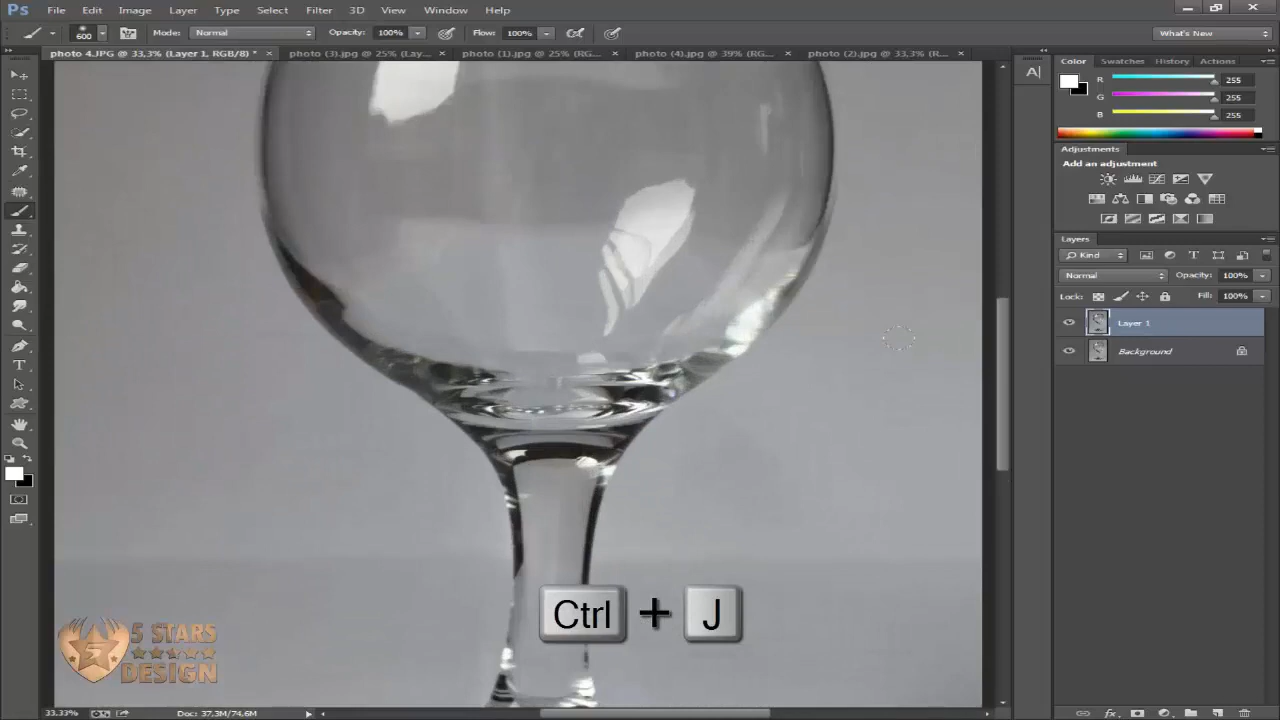 Ps File Edit Image Layer Type Select Filter 3D View Window Help
600 Mode: Normal Opacity: 100% Flow: 100% What's New
photo 4.JPG @ 33,3% (Layer 1, RGB/8) * × photo (3).jpg @ 25% (Lay... × photo (1).jpg @ 25% (RG... × photo (4).jpg @ 39% (RG... × photo (2).jpg @ 33,3% (R... ×
Color Swatches History Actions
A|
R 255
G 255
B 255
Adjustments
Add an adjustment
Layers
Kind
Normal Opacity: 100%
Lock: Fill: 100%
Layer 1
Background
T
Ctrl + J
5 STARS
5
DESIGN
33.33% Doc: 37,3M/74,6M
fx